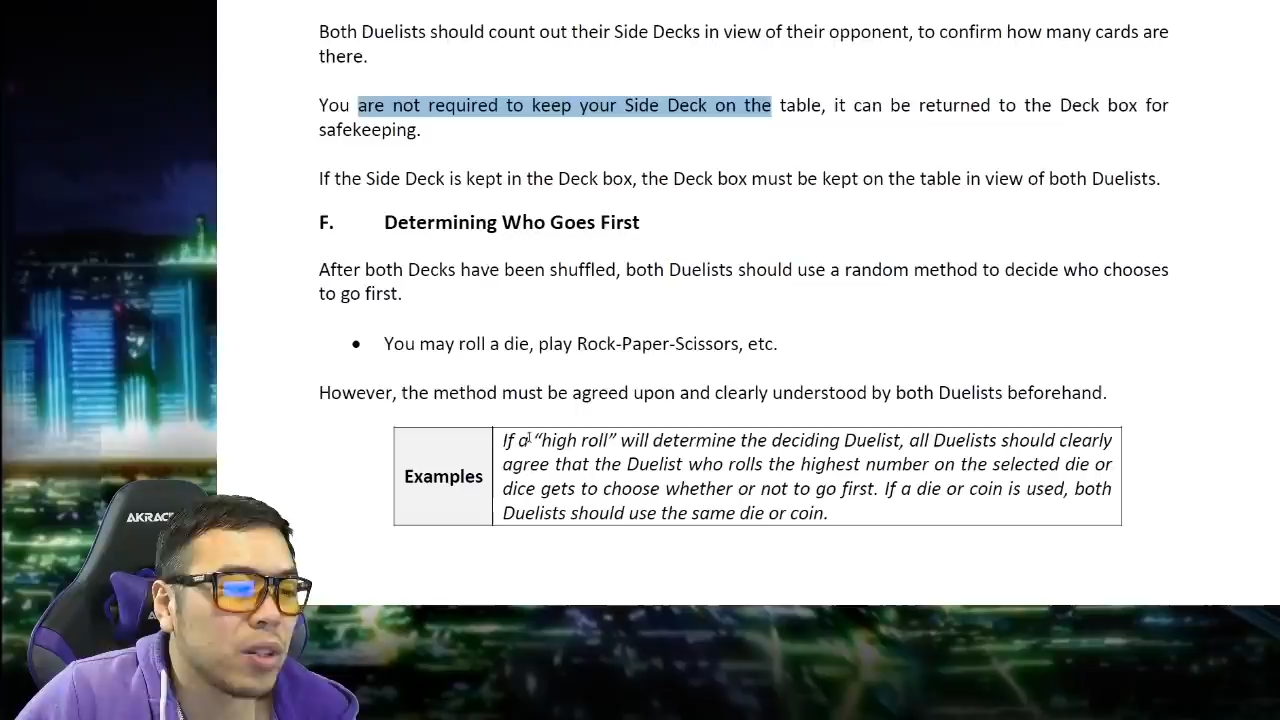 Both Duelists should count out their Side Decks in view of their opponent, to confirm how many cards are
there.
You are not required to keep your Side Deck on the table, it can be returned to the Deck box for
safekeeping.
If the Side Deck is kept in the Deck box, the Deck box must be kept on the table in view of both Duelists.
F. Determining Who Goes First
After both Decks have been shuffled, both Duelists should use a random method to decide who chooses
to go first.
• You may roll a die, play Rock-Paper-Scissors, etc.
However, the method must be agreed upon and clearly understood by both Duelists beforehand.
Examples
If a “high roll” will determine the deciding Duelist, all Duelists should clearly
agree that the Duelist who rolls the highest number on the selected die or
dice gets to choose whether or not to go first. If a die or coin is used, both
Duelists should use the same die or coin.
AKRAC